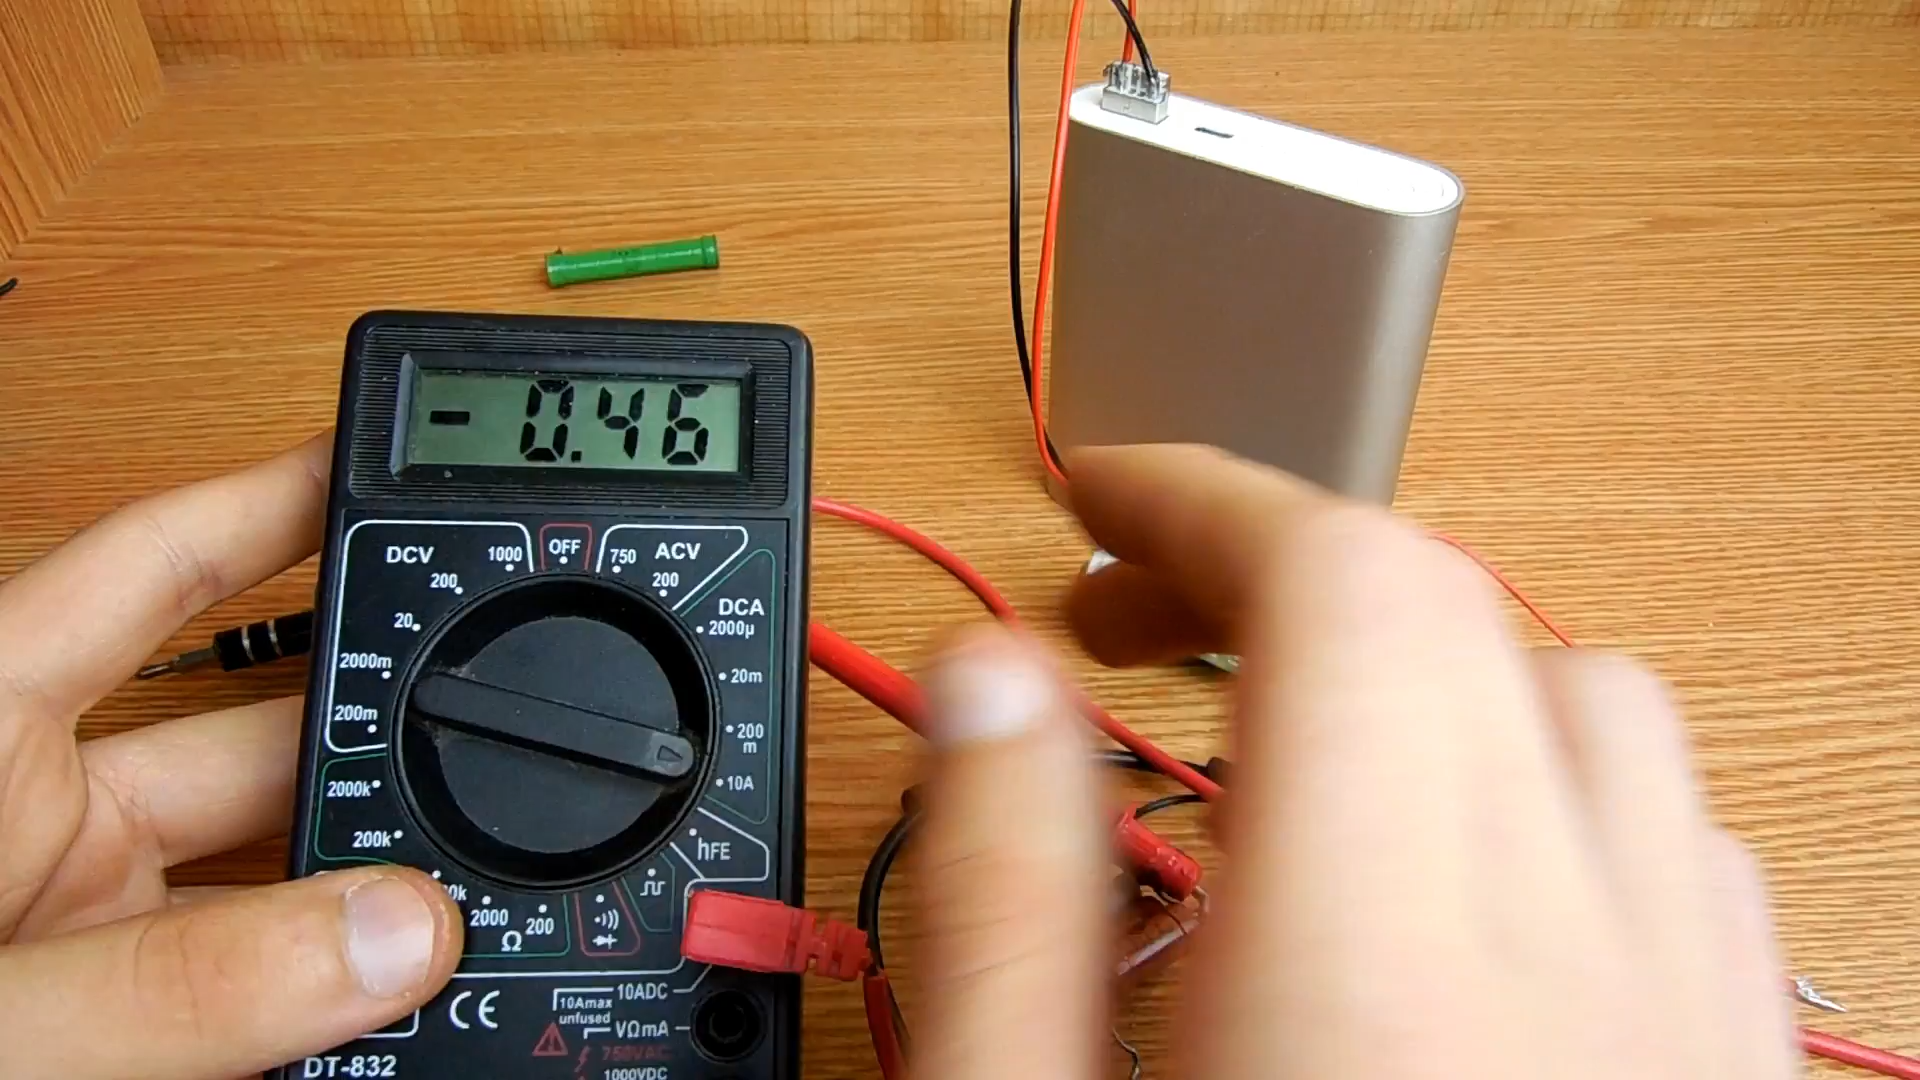 - 0.46
DCV
1000
OFF
750
ACV
200
200
DCA
20
2000µ
2000m
20m
200m
200
m
2000k
10A
200k
hFE
0k
2000
200
Ω
CE
10Amax
unfused
10ADC
VΩmA
750VAC
1000VDC
DT-832